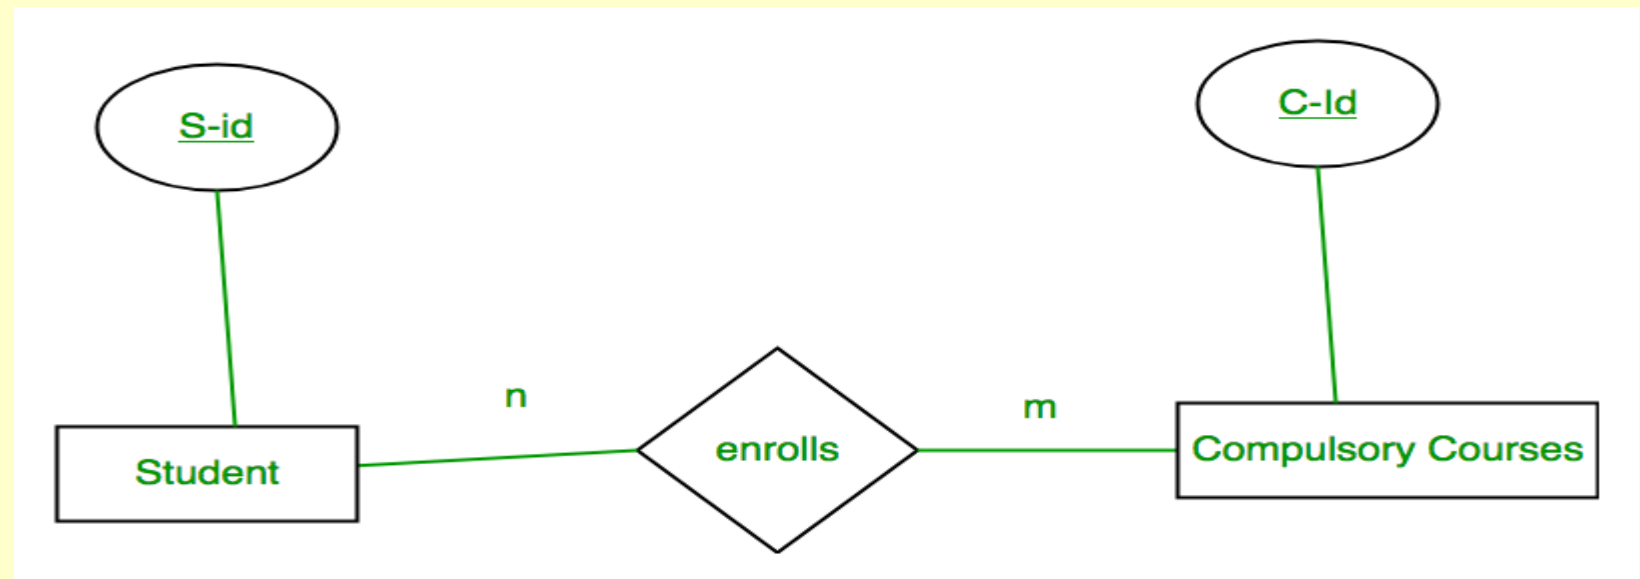 S-id
C-Id
n
m
enrolls
Student
Compulsory Courses